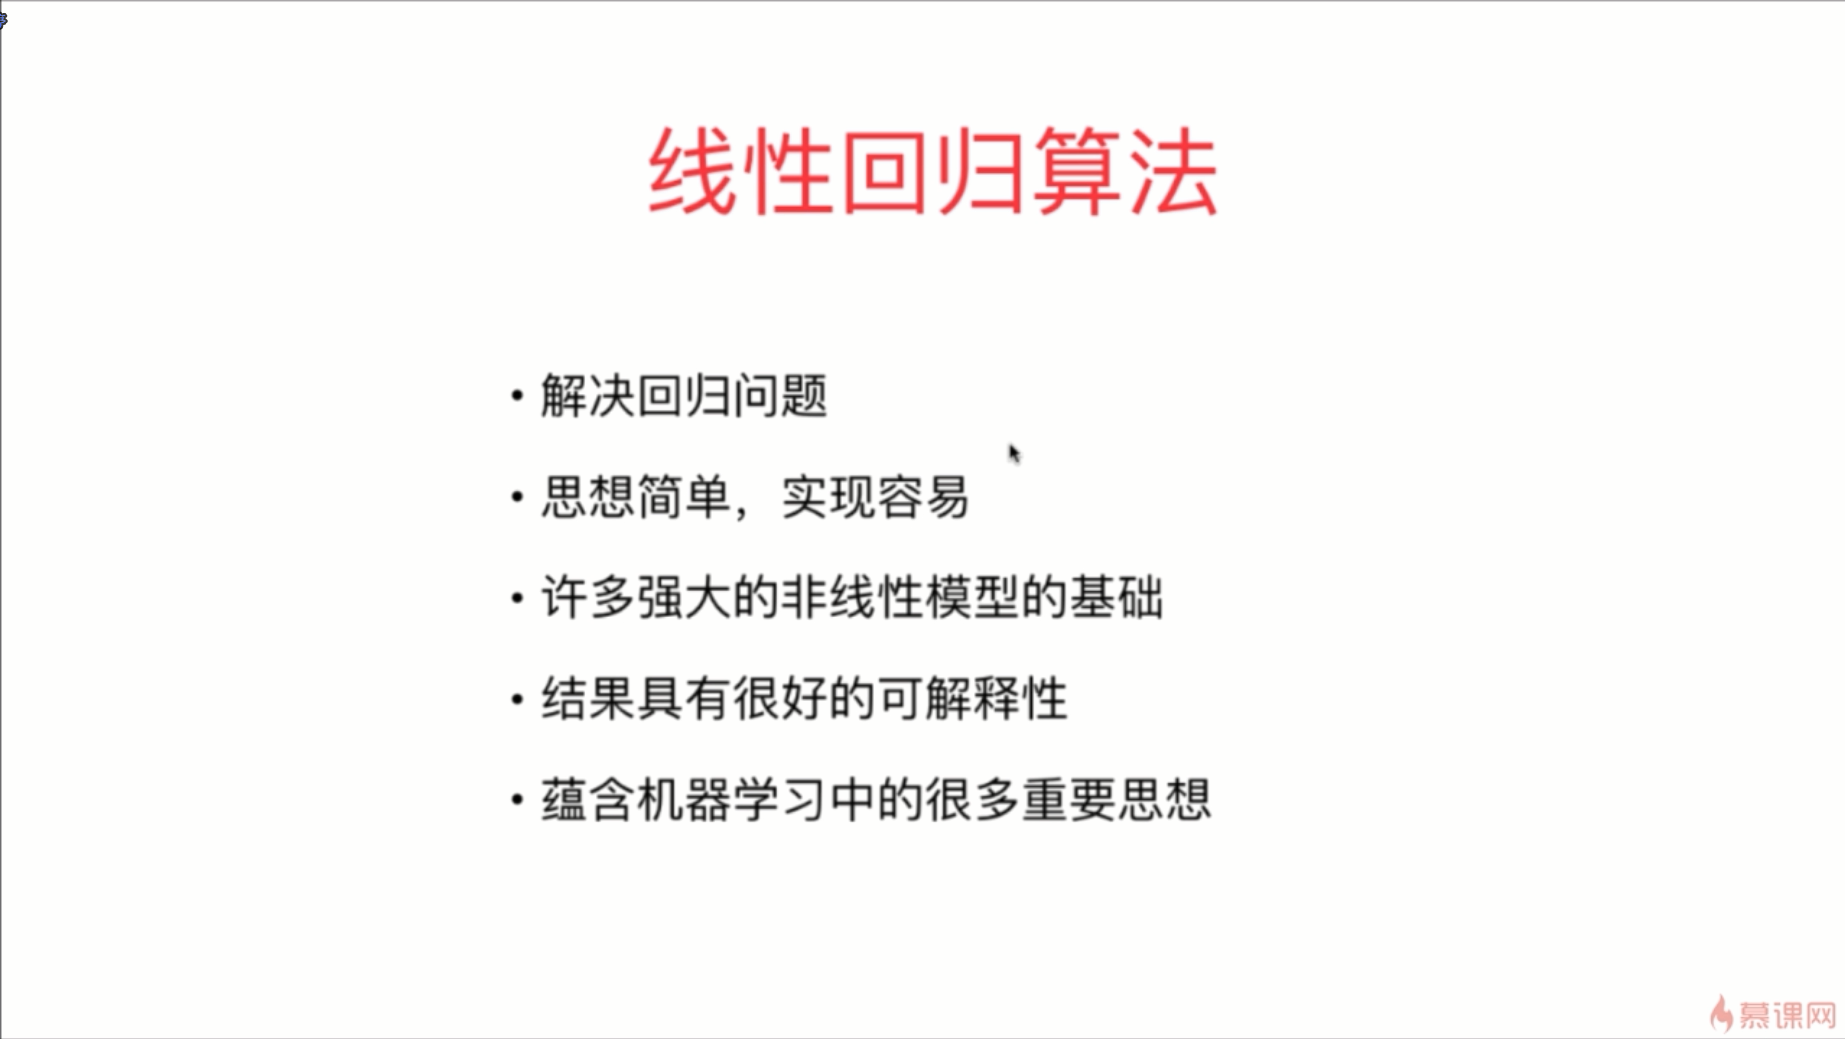 线性回归算法
• 解决回归问题
• 思想简单，实现容易
• 许多强大的非线性模型的基础
• 结果具有很好的可解释性
• 蕴含机器学习中的很多重要思想
慕课网